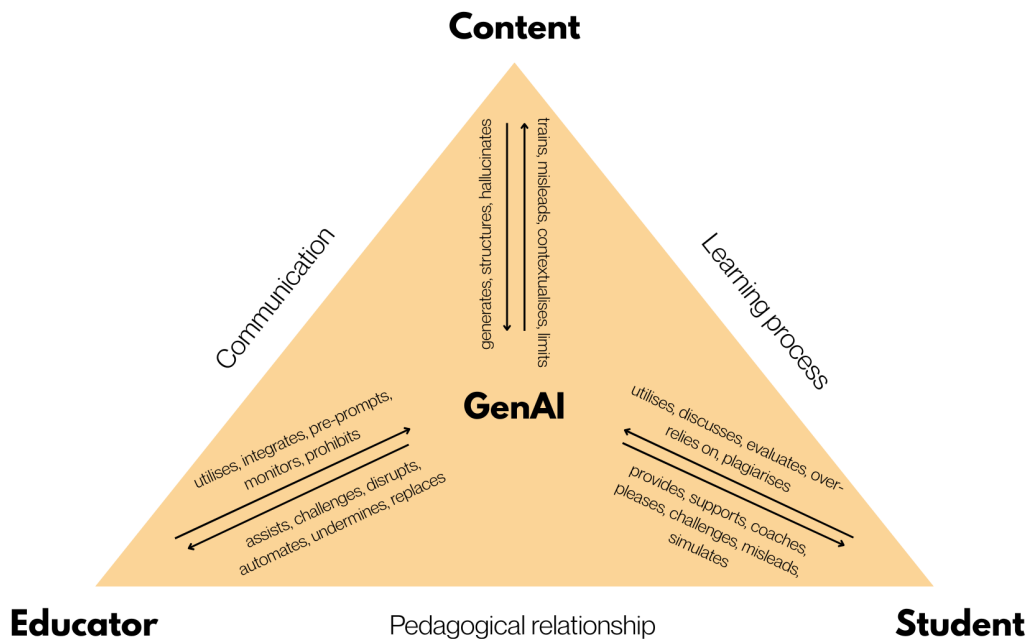 Content
generates, structures, hallucinates
trains, misleads, contextualises, limits
Communication
Learning process
GenAI
utilises, integrates, pre-prompts,
monitors, prohibits
assists, challenges, disrupts,
automates, undermines, replaces
utilises, discusses, evaluates, over-
relies on, plagiarises
provides, supports, coaches,
pleases, challenges, misleads,
simulates
Educator
Pedagogical relationship
Student